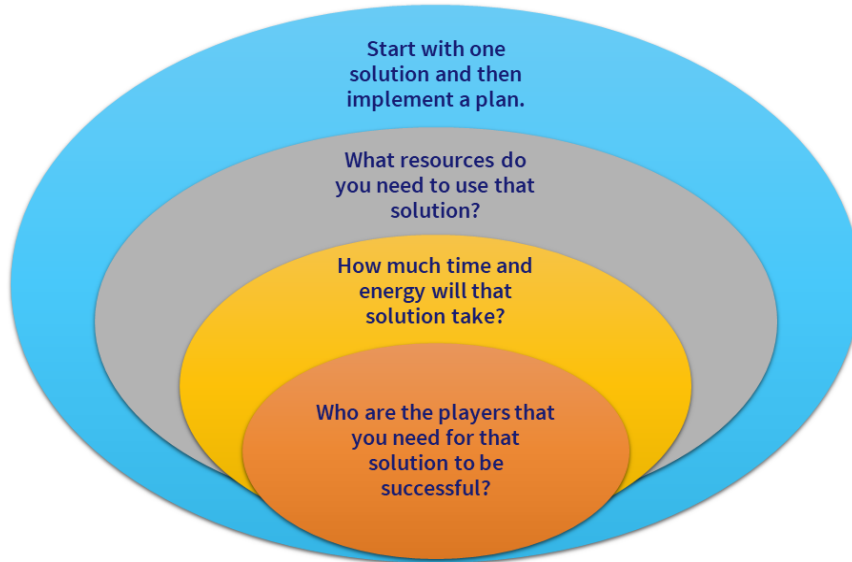 Start with one
solution and then
implement a plan.
What resources do
you need to use that
solution?
How much time and
energy will that
solution take?
Who are the players that
you need for that
solution to be
successful?